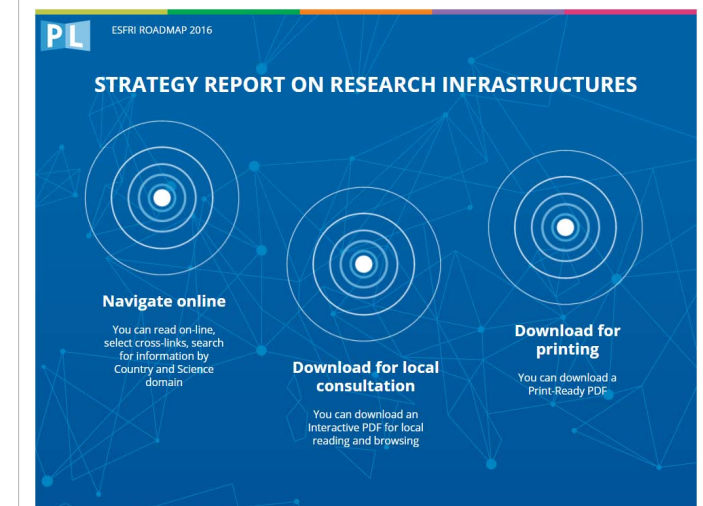 PL
ESFRI ROADMAP 2016
STRATEGY REPORT ON RESEARCH INFRASTRUCTURES
Navigate online
You can read on-line,
select cross-links, search
for information by
Country and Science
domain
Download for local
consultation
You can download an
Interactive PDF for local
reading and browsing
Download for
printing
You can download a
Print-Ready PDF